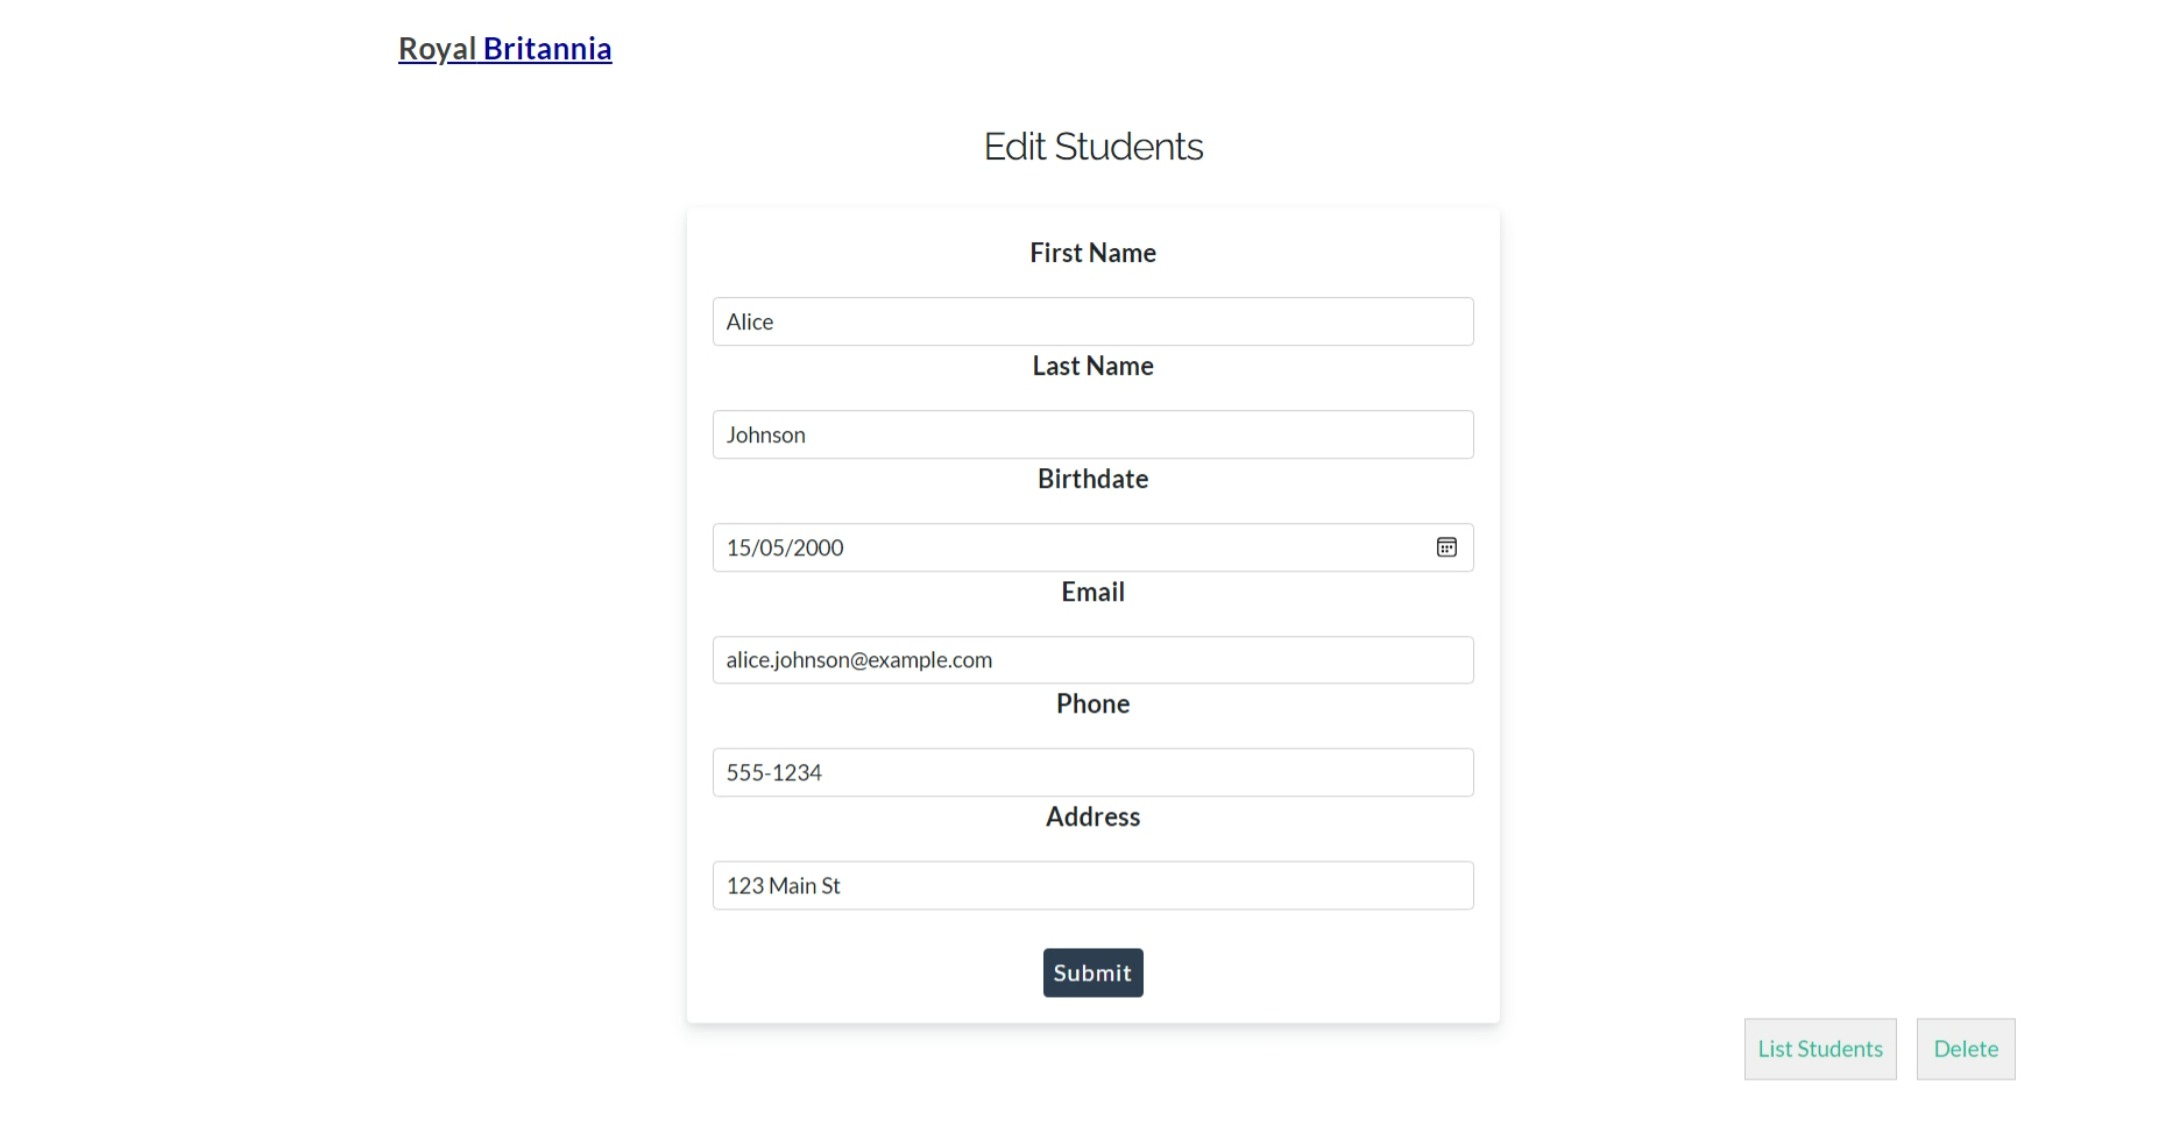 Royal Britannia
Edit Students
First Name
Alice
Last Name
Johnson
Birthdate
15/05/2000
Email
alice.johnson@example.com
Phone
555-1234
Address
123 Main St
Submit
List Students
Delete